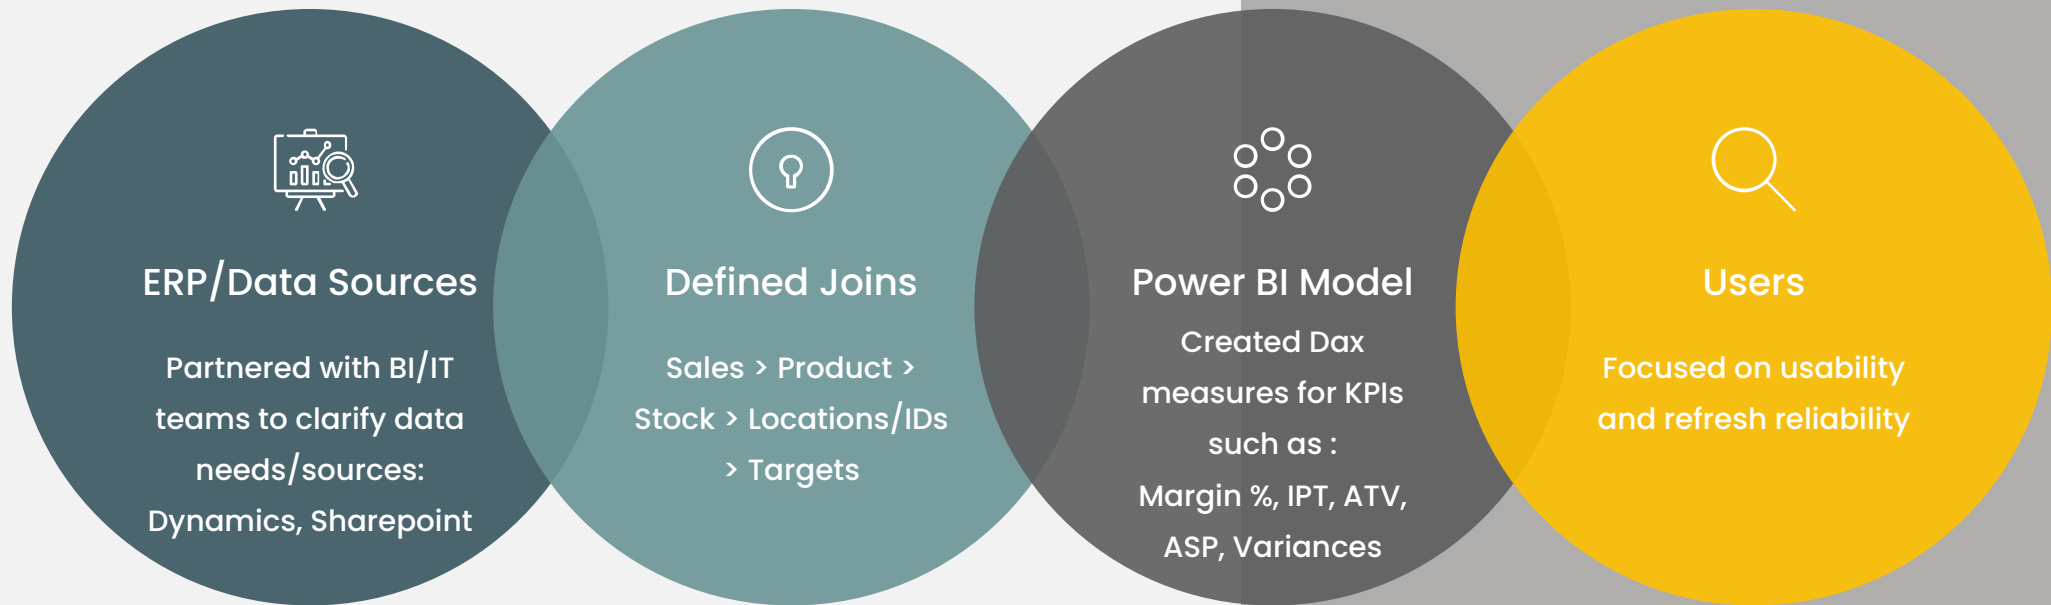 ERP/Data Sources
Partnered with BI/IT
teams to clarify data
needs/sources:
Dynamics, Sharepoint
Defined Joins
Sales > Product >
Stock > Locations/IDs
> Targets
Power BI Model
Created Dax
measures for KPIs
such as :
Margin %, IPT, ATV,
ASP, Variances
Users
Focused on usability
and refresh reliability